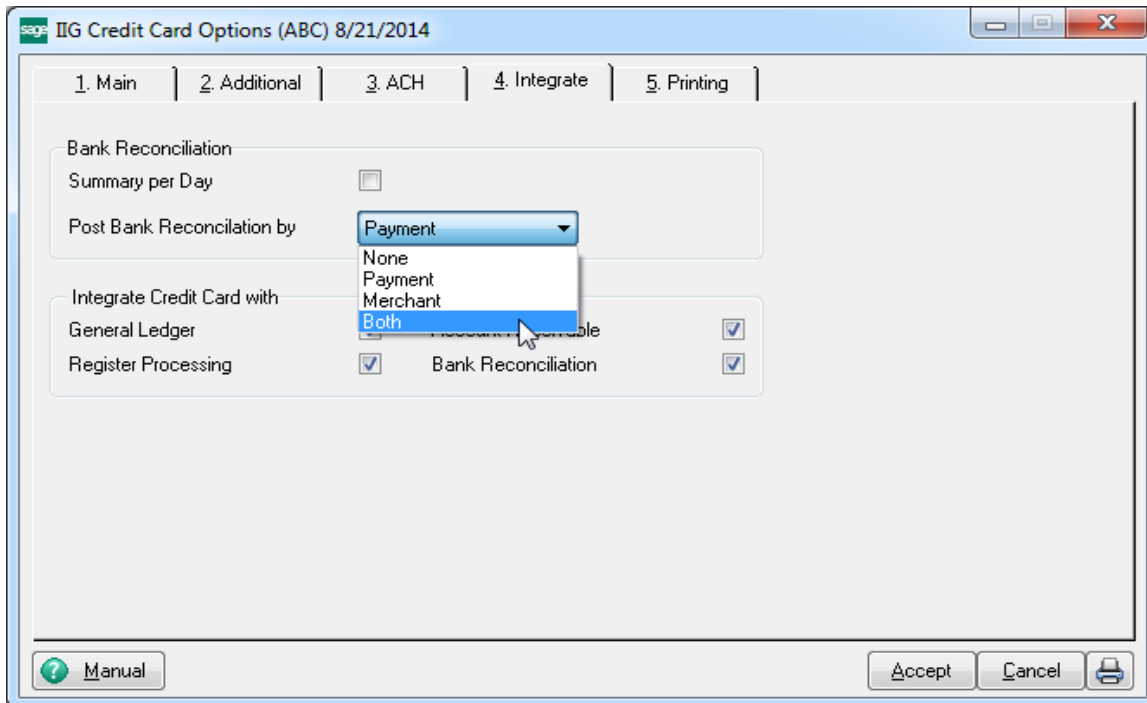 sage IIG Credit Card Options (ABC) 8/21/2014
1. Main 2. Additional 3. ACH 4. Integrate 5. Printing
Bank Reconciliation
Summary per Day
Post Bank Reconcilation by Payment
None
Payment
Merchant
Both
Integrate Credit Card with
General Ledger
Register Processing Bank Reconciliation
Manual Accept Cancel